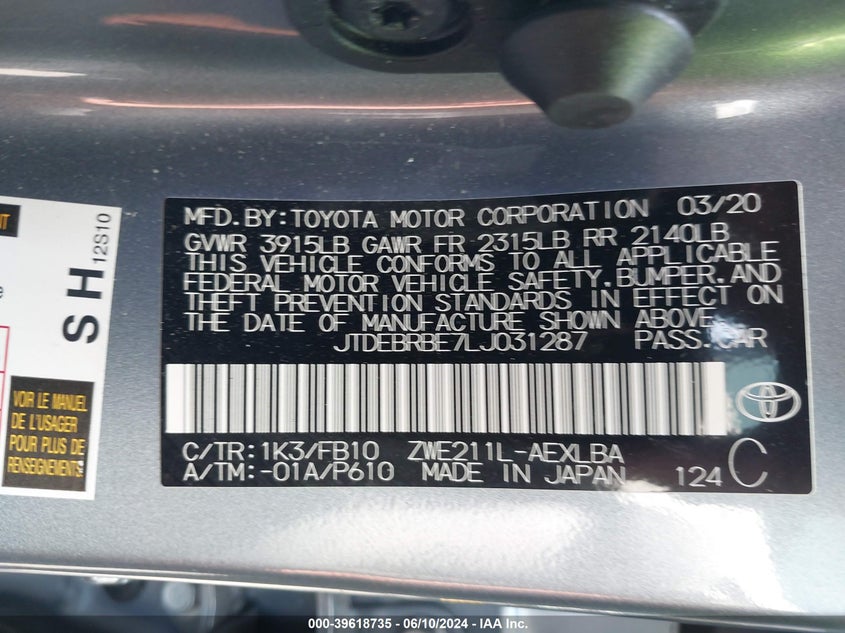 MFD.BY:TOYOTA MOTOR CORPORATION 03/20
GVWR 3915LB GAWR FR 2315LB RR 2140LB
THIS VEHICLE CONFORMS TO ALL APPLICABLE
FEDERAL MOTOR VEHICLE SAFETY,BUMPER,AND
THEFT PREVENTION STANDARDS IN EFFECT ON
THE DATE OF MANUFACTURE SHOWN ABOVE.
JTDEBRBE7LJ031287 PASS.CAR
C/TR:1K3/FB10 ZWE211L-AEXLBA
A/TM:-01A/P610 MADE IN JAPAN 124 C
SH 12S10
VOIR LE MANUEL
DE L'USAGER
POUR PLUS DE
RENSEIGNEMENTS
000-39618735 - 06/10/2024 - IAAI.com